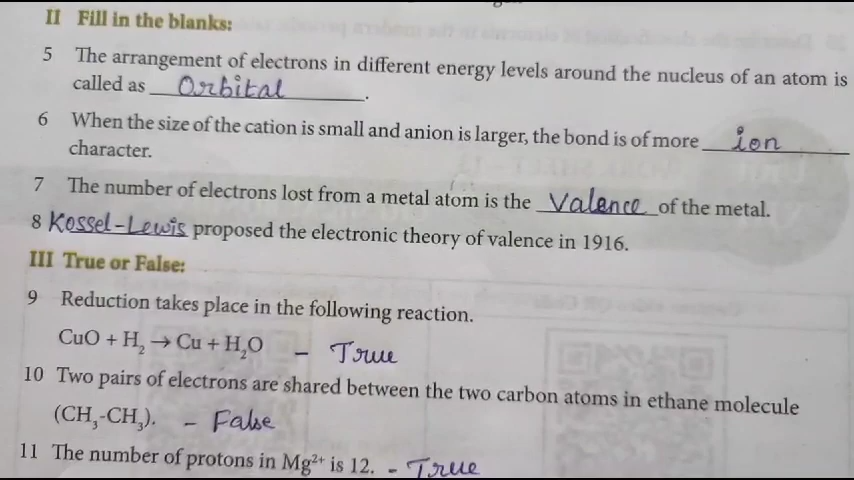 II Fill in the blanks:
5 The arrangement of electrons in different energy levels around the nucleus of an atom is
called as Orbital.
6 When the size of the cation is small and anion is larger, the bond is of more ion
character.
7 The number of electrons lost from a metal atom is the Valence of the metal.
8 Kossel-Lewis proposed the electronic theory of valence in 1916.
III True or False:
9 Reduction takes place in the following reaction.
CuO + H₂ → Cu + H₂O - True
10 Two pairs of electrons are shared between the two carbon atoms in ethane molecule
(CH₃-CH₃). - False
11 The number of protons in Mg²⁺ is 12. - True